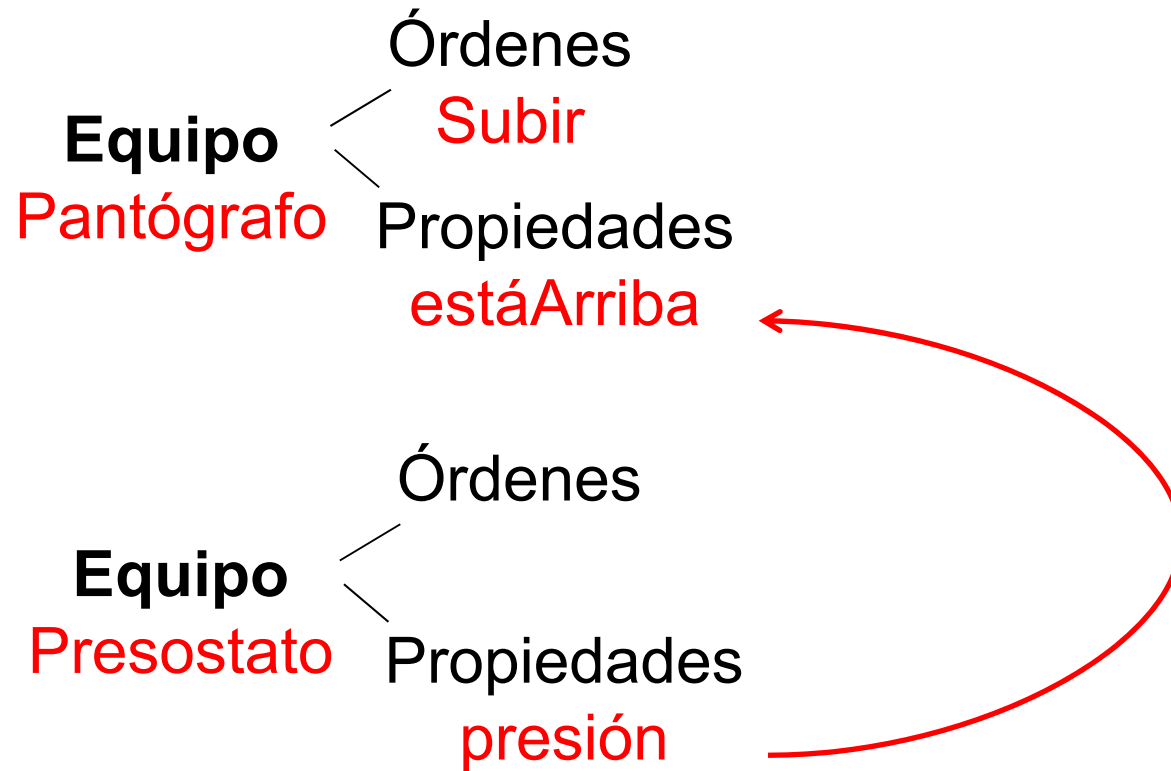 Órdenes
Subir
Equipo
Pantógrafo
Propiedades
estáArriba
Órdenes
Equipo
Presostato
Propiedades
presión